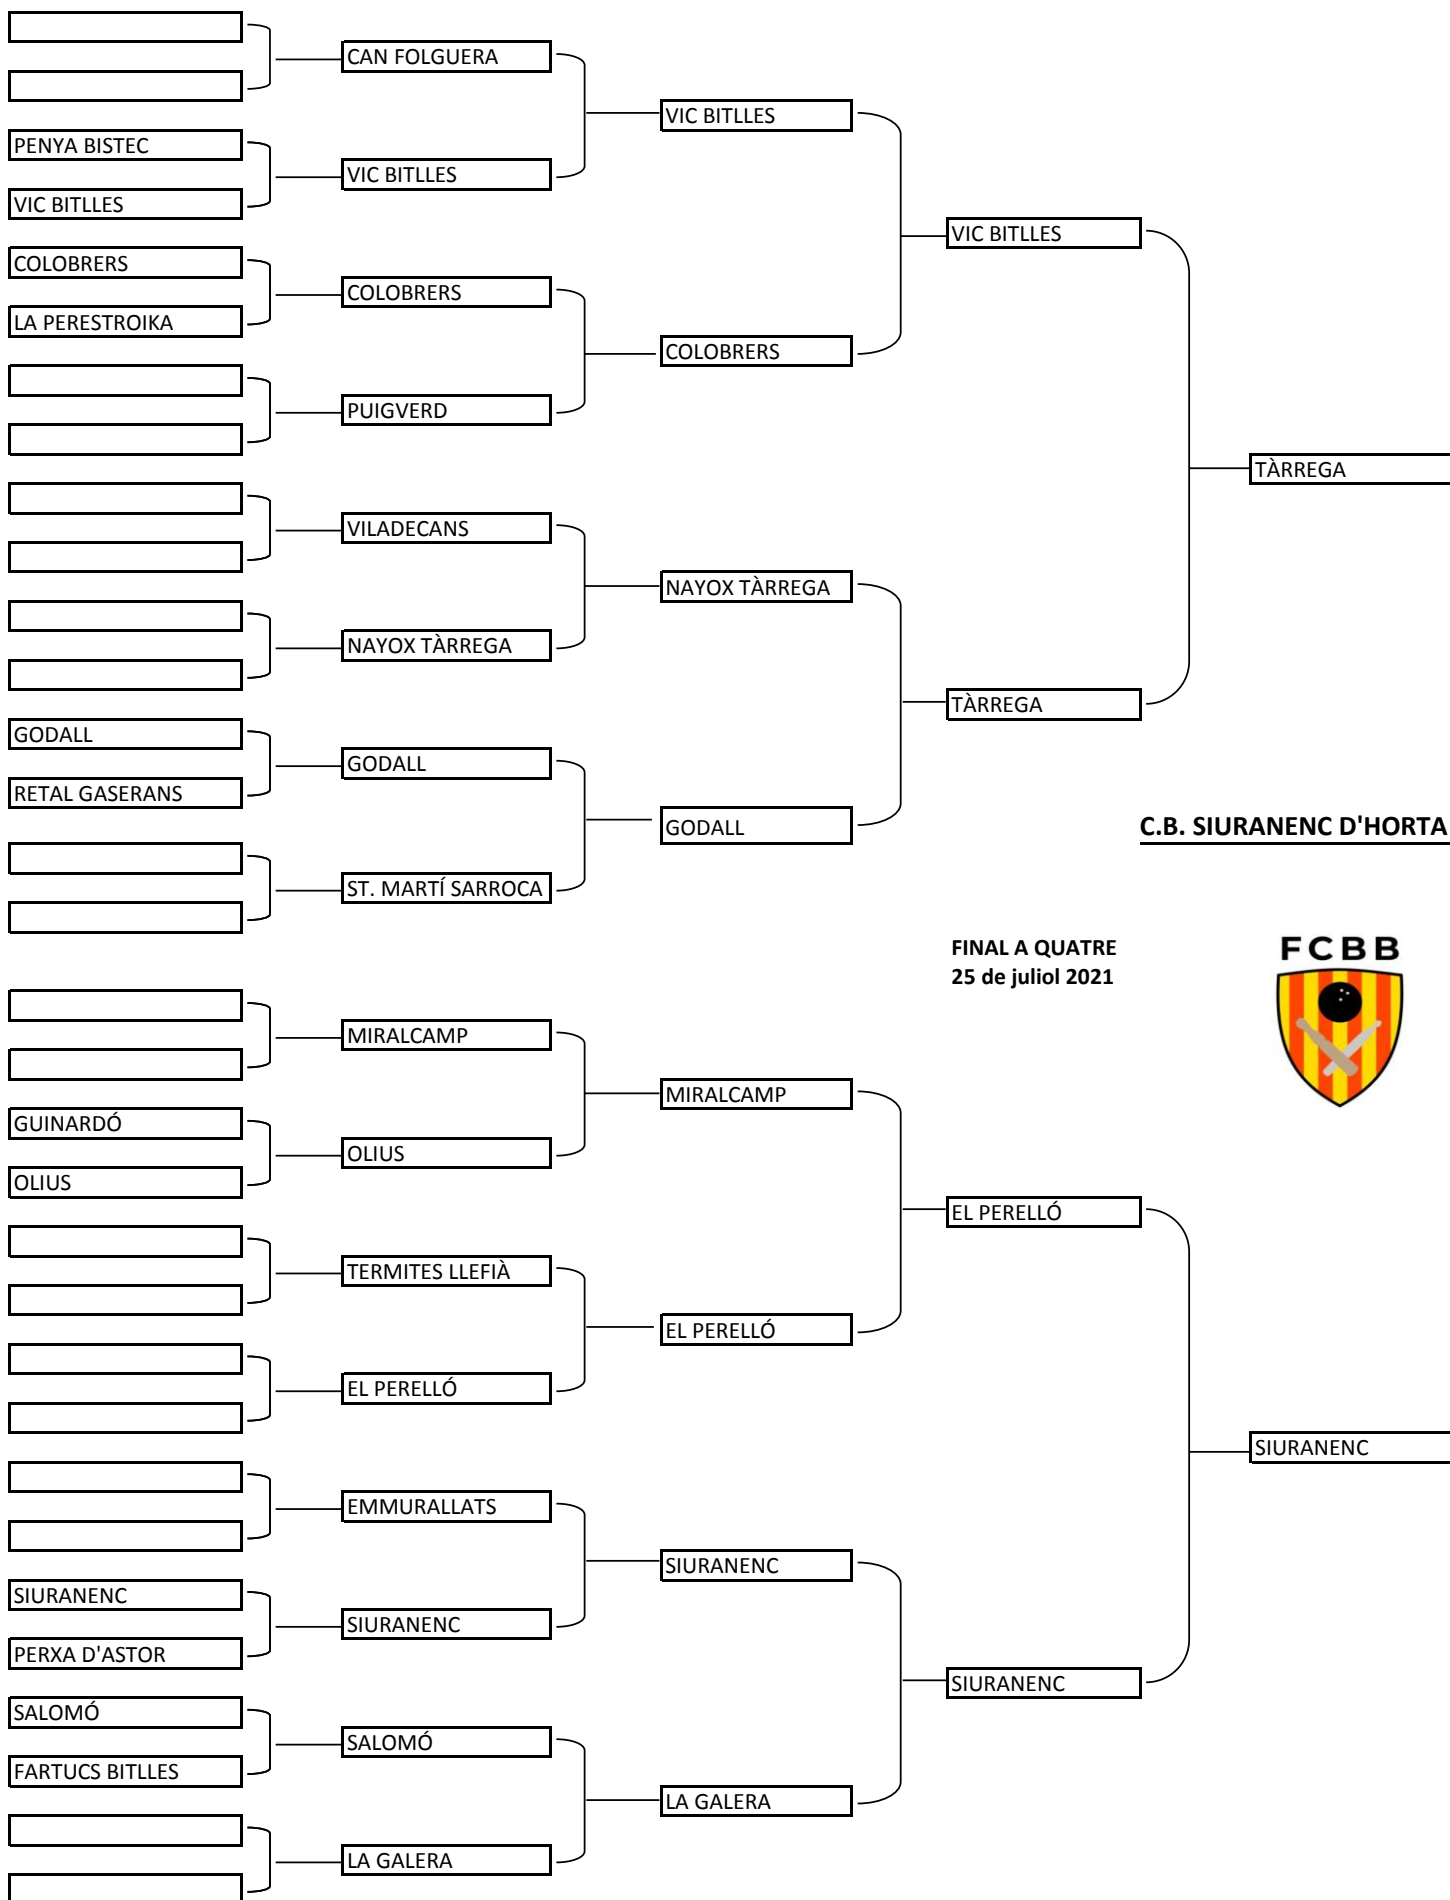 CAN FOLGUERA
VIC BITLLES
PENYA BISTEC
VIC BITLLES
VIC BITLLES
VIC BITLLES
COLOBRERS
COLOBRERS
LA PERESTROIKA
COLOBRERS
PUIGVERD
TÀRREGA
VILADECANS
NAYOX TÀRREGA
NAYOX TÀRREGA
TÀRREGA
GODALL
GODALL
RETAL GASERANS
GODALL
C.B. SIURANENC D'HORTA
ST. MARTÍ SARROCA
FINAL A QUATRE
25 de juliol 2021
FCBB
MIRALCAMP
MIRALCAMP
GUINARDÓ
OLIUS
OLIUS
EL PERELLÓ
TERMITES LLEFIÀ
EL PERELLÓ
EL PERELLÓ
SIURANENC
EMMURALLATS
SIURANENC
SIURANENC
SIURANENC
PERXA D'ASTOR
SIURANENC
SALOMÓ
SALOMÓ
FARTUCS BITLLES
LA GALERA
LA GALERA